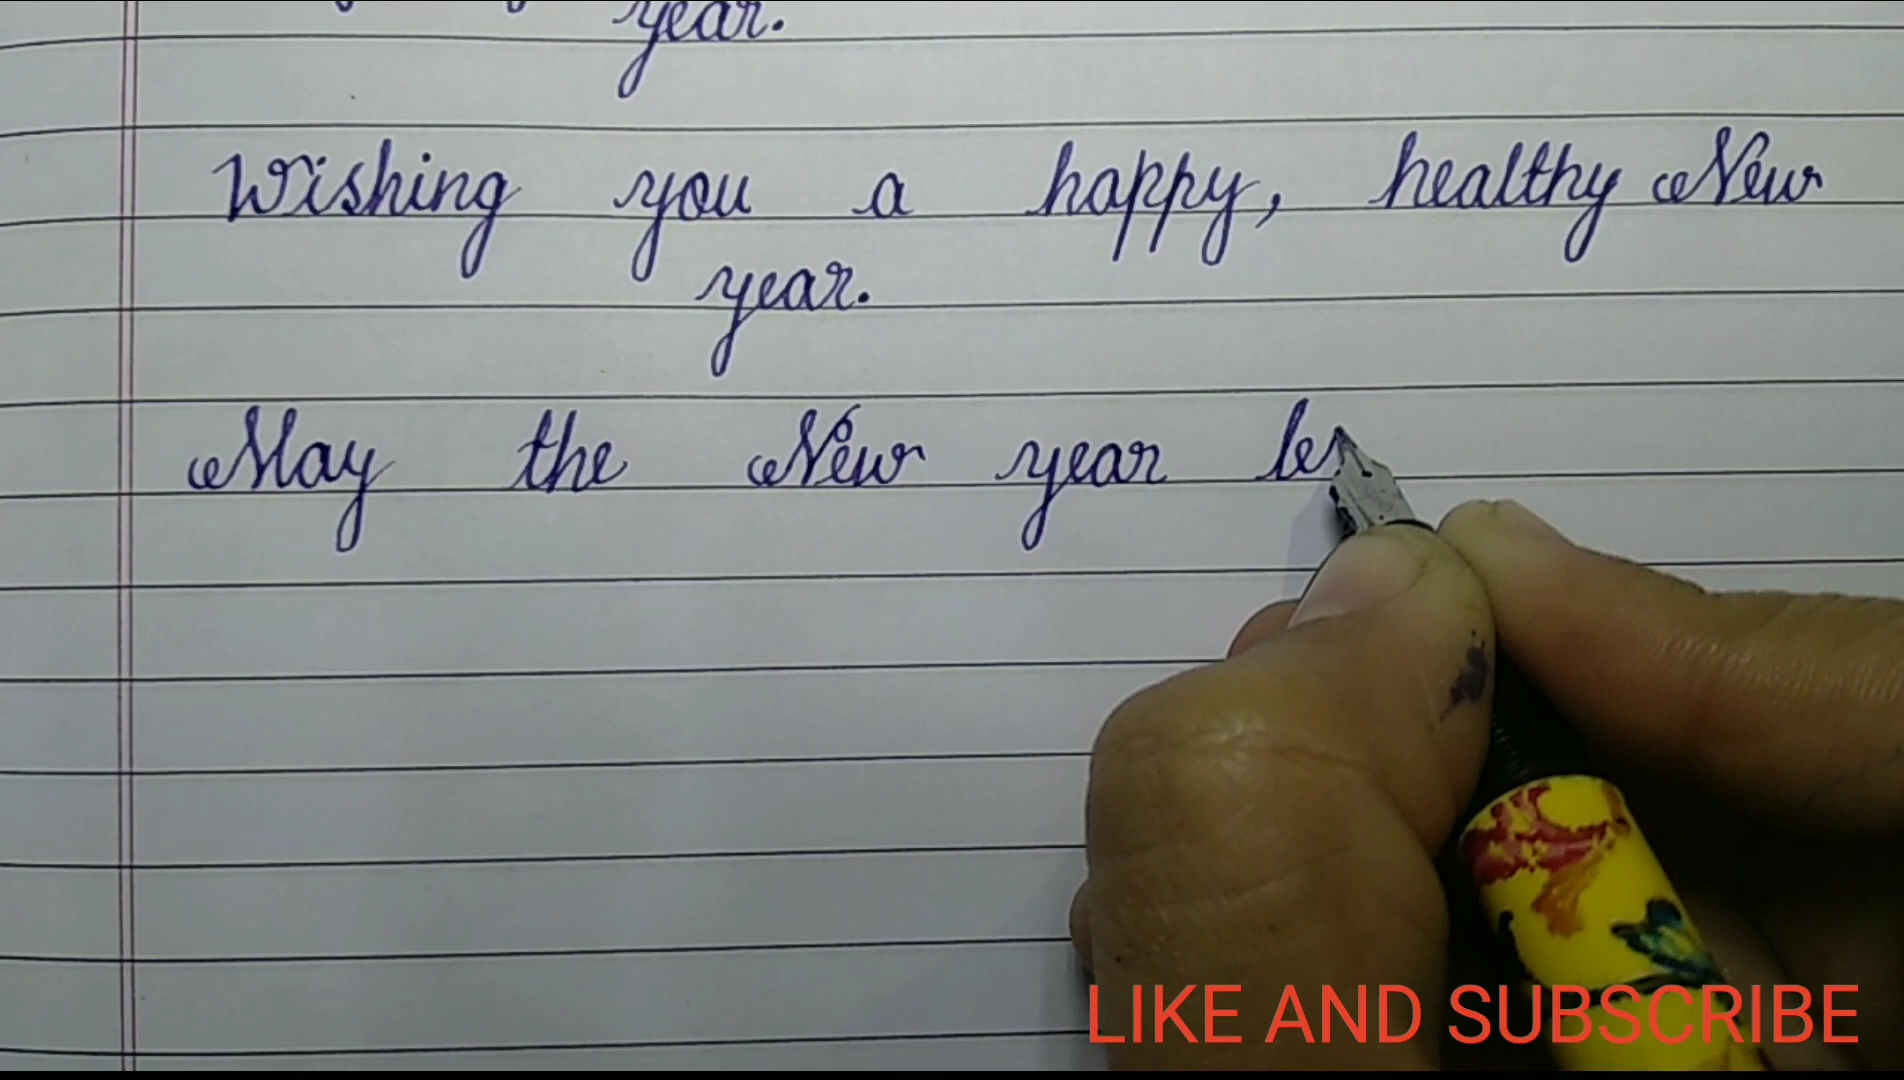 year.
Wishing you a happy, healthy New
year.
May the New year
LIKE AND SUBSCRIBE